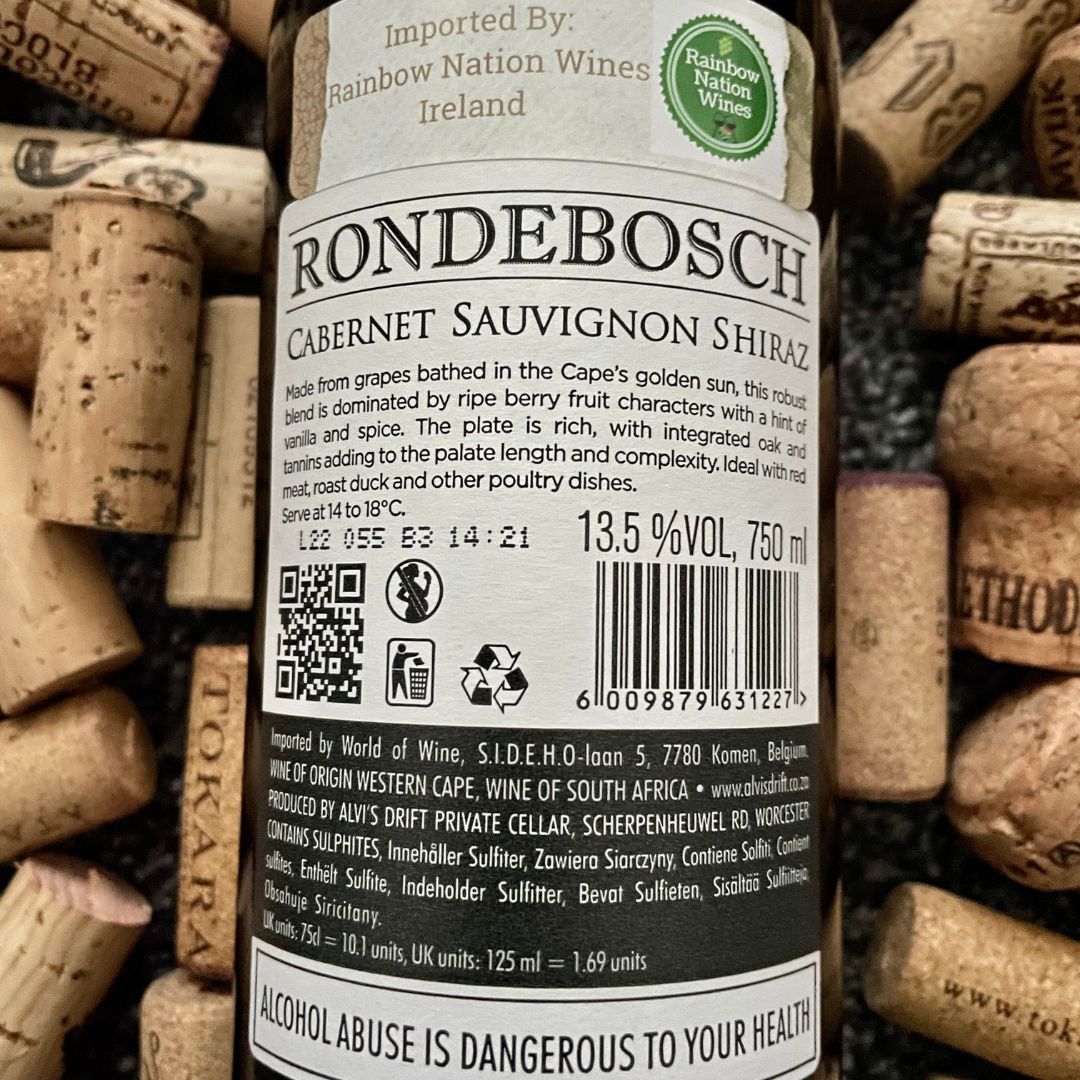 Imported By:
Rainbow Nation Wines
Ireland
Rainbow
Nation
Wines
RONDEBOSCH
CABERNET SAUVIGNON SHIRAZ
Made from grapes bathed in the Cape's golden sun, this robust
blend is dominated by ripe berry fruit characters with a hint of
vanilla and spice. The plate is rich, with integrated oak and
tannins adding to the palate length and complexity. Ideal with red
meat, roast duck and other poultry dishes.
Serve at 14 to 18°C.
L22 055 B3 14:21
13.5 %VOL, 750 ml
6 009879 631227 >
Imported by World of Wine, S.I.D.E.H.O-laan 5, 7780 Komen, Belgium.
WINE OF ORIGIN WESTERN CAPE, WINE OF SOUTH AFRICA • www.alvisdrift.co.za
PRODUCED BY ALVI'S DRIFT PRIVATE CELLAR, SCHERPENHEUWEL RD, WORCESTER
CONTAINS SULPHITES, Innehåller Sulfiter, Zawiera Siarczyny, Contiene Solfiti, Contient
sulfites, Enthëlt Sulfite, Indeholder Sulfitter, Bevat Sulfieten, Sisältää Sulfiitteja,
Obsahuje Siricitany.
UK units: 75cl = 10.1 units, UK units: 125 ml = 1.69 units
ALCOHOL ABUSE IS DANGEROUS TO YOUR HEALTH
TOKARA
ETHOD
www.tok